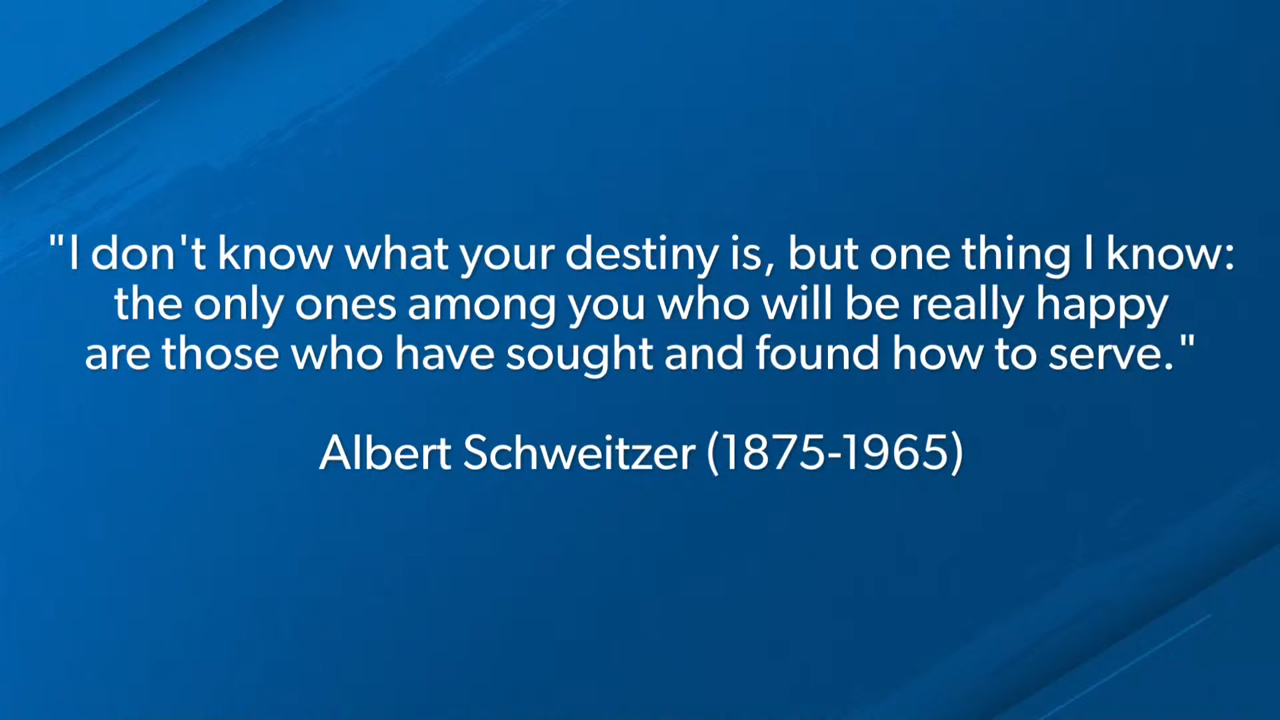 "I don't know what your destiny is, but one thing I know:
the only ones among you who will be really happy
are those who have sought and found how to serve."
Albert Schweitzer (1875-1965)